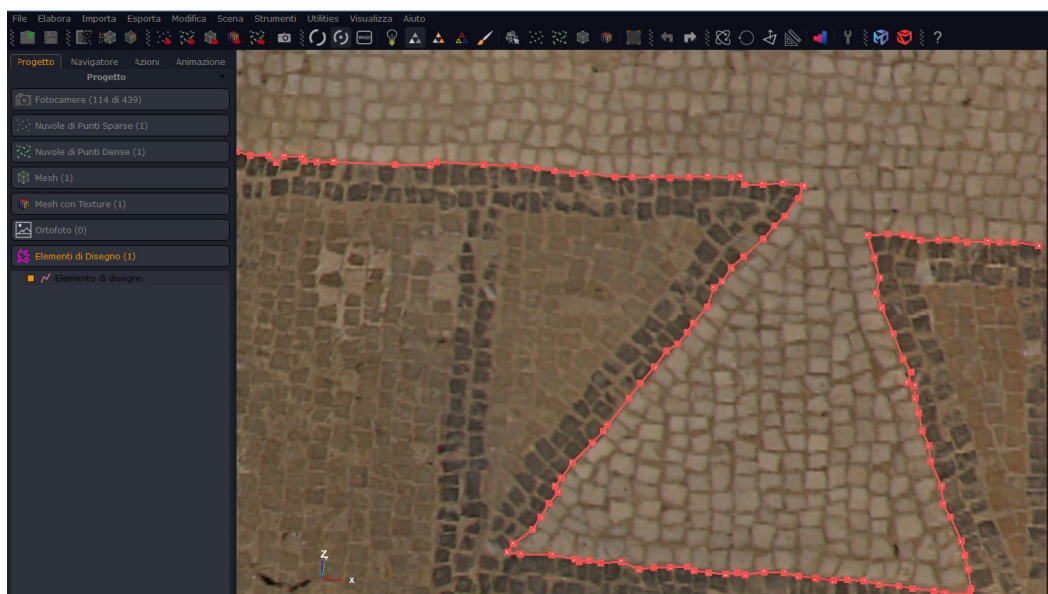 File Elabora Importa Esporta Modifica Scena Strumenti Utilities Visualizza Aiuto
MASKS
?
Progetto Navigatore Azioni Animazione
Progetto
Fotocamere (114 di 439)
Nuvole di Punti Sparse (1)
Nuvole di Punti Dense (1)
Mesh (1)
Mesh con Texture (1)
Ortofoto (0)
Elementi di Disegno (1)
Elemento di disegno
Z
X